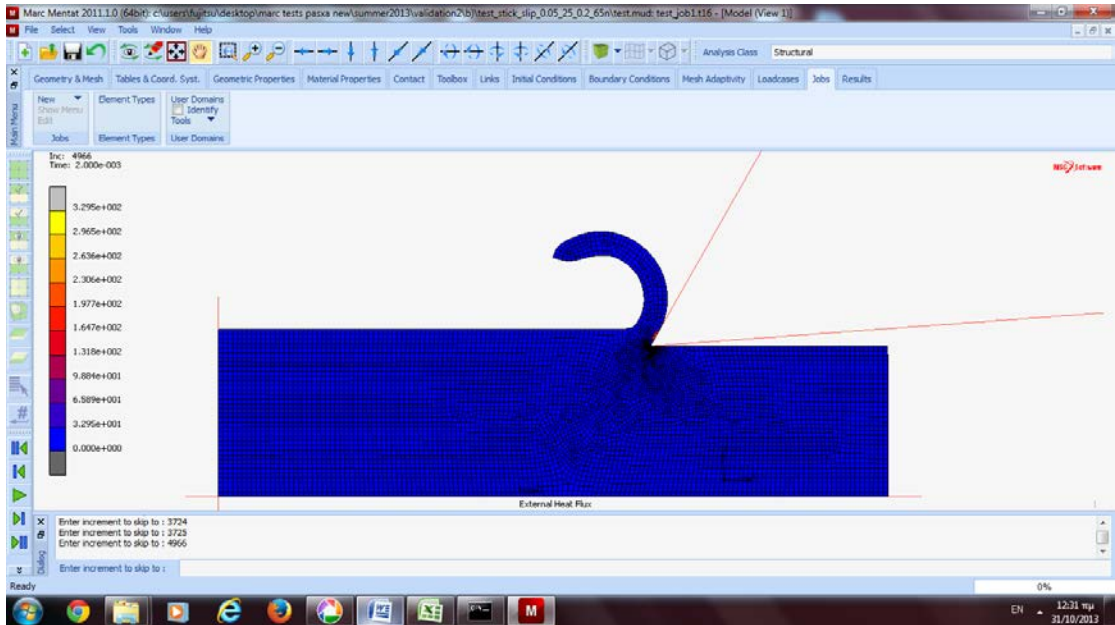 Marc Mentat 2011.1.0 (64bit): c:\users\fujitsu\desktop\marc tests pasxa new\summer2013\validation2\b)\test_stick_slip_0.05_25_0.2_65n\test.mud: test_job1.t16 - [Model (View 1)]
File Select View Tools Window Help
Analysis Class Structural
Geometry & Mesh Tables & Coord. Syst. Geometric Properties Material Properties Contact Toolbox Links Initial Conditions Boundary Conditions Mesh Adaptivity Loadcases Jobs Results
Main Menu
New Element Types User Domains
Show Menu Identify
Edit Tools
Jobs Element Types User Domains
Inc: 4966
Time: 2.000e-003
MSC Software
3.295e+002
2.965e+002
2.636e+002
2.306e+002
1.977e+002
1.647e+002
1.318e+002
9.884e+001
6.589e+001
3.295e+001
0.000e+000
External Heat Flux
1
Dialog
Enter increment to skip to : 3724
Enter increment to skip to : 3725
Enter increment to skip to : 4966
Enter increment to skip to :
Ready
0%
EN
12:31 πμ
31/10/2013